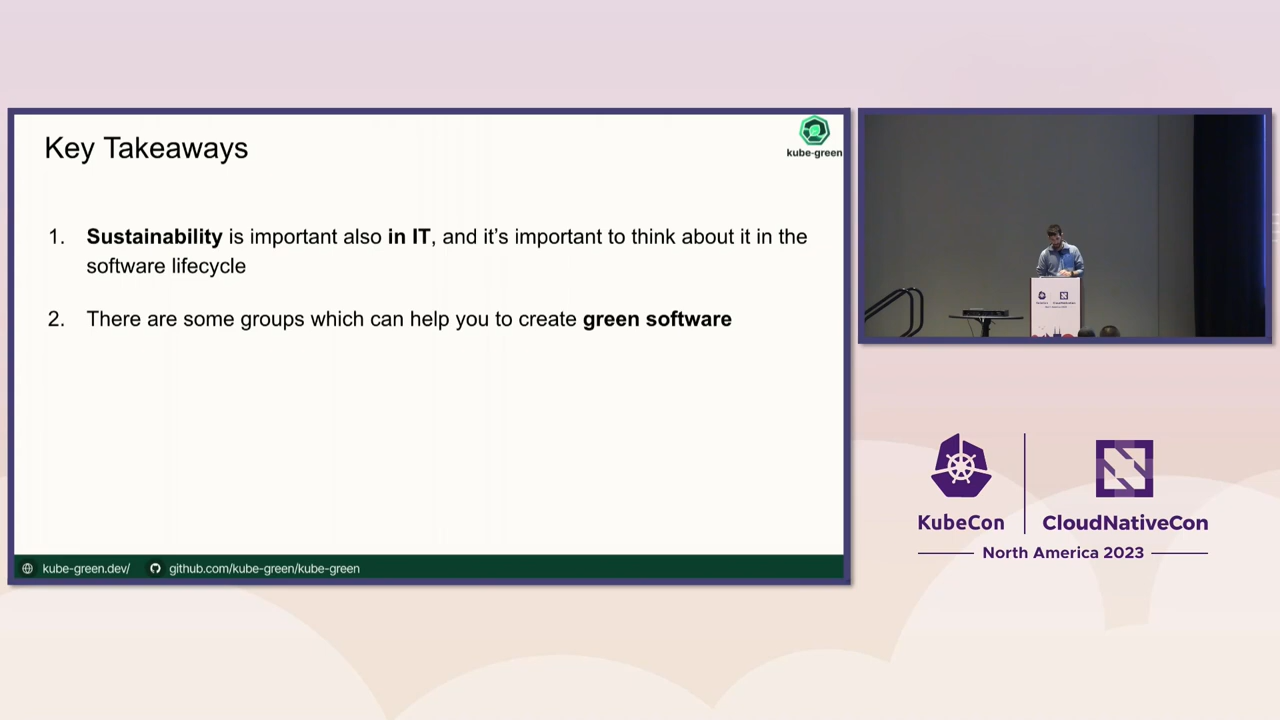 Key Takeaways
kube-green
1. Sustainability is important also in IT, and it's important to think about it in the
software lifecycle
2. There are some groups which can help you to create green software
kube-green.dev/ github.com/kube-green/kube-green
KubeCon CloudNativeCon
North America 2023